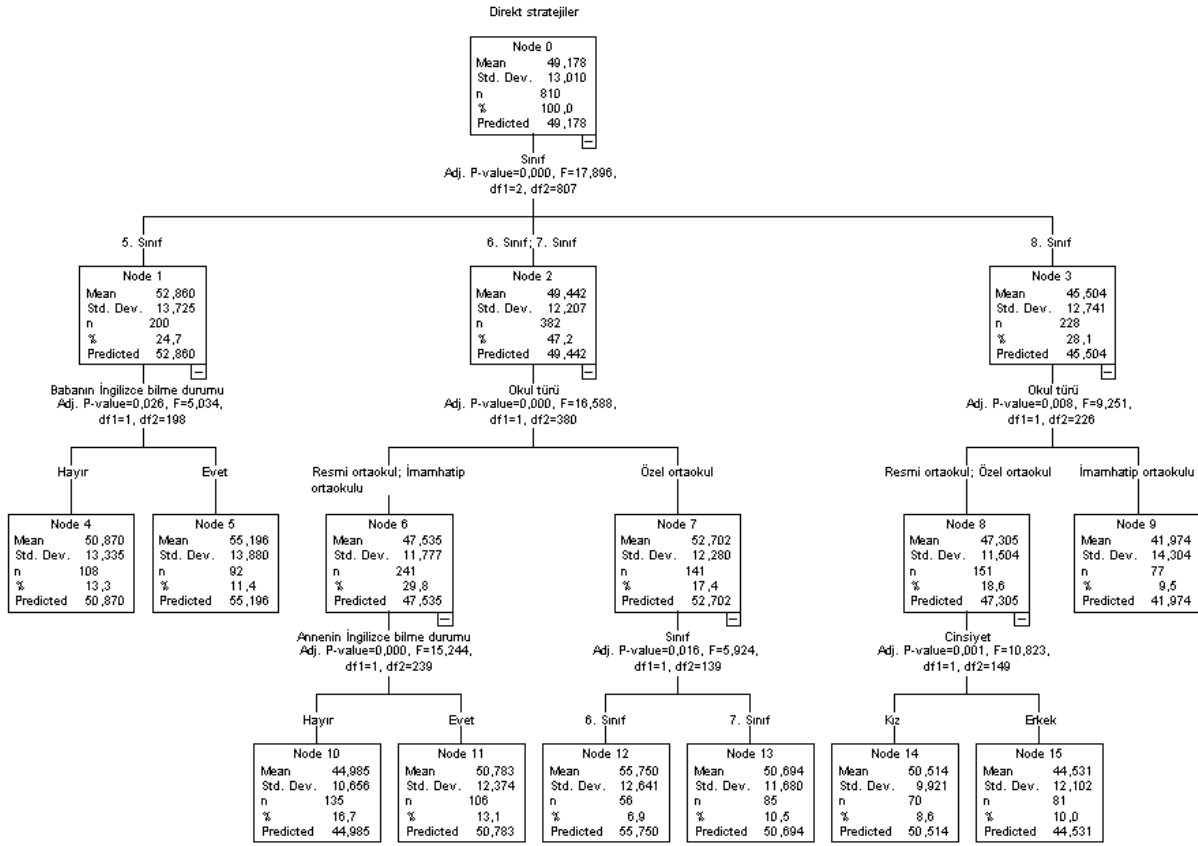 Direkt stratejiler
Node 0
Mean 49,178
Std. Dev. 13,010
n 810
% 100,0
Predicted 49,178
Sınıf
Adj. P-value=0,000, F=17,896,
df1=2, df2=807
5. Sınıf
6. Sınıf; 7. Sınıf
8. Sınıf
Node 1
Mean 52,860
Std. Dev. 13,725
n 200
% 24,7
Predicted 52,860
Node 2
Mean 49,442
Std. Dev. 12,207
n 382
% 47,2
Predicted 49,442
Node 3
Mean 45,504
Std. Dev. 12,741
n 228
% 28,1
Predicted 45,504
Babanın İngilizce bilme durumu
Adj. P-value=0,026, F=5,034,
df1=1, df2=198
Okul türü
Adj. P-value=0,000, F=16,588,
df1=1, df2=380
Okul türü
Adj. P-value=0,008, F=9,251,
df1=1, df2=226
Hayır
Evet
Resmi ortaokul; İmamhatip
ortaokulu
Özel ortaokul
Resmi ortaokul; Özel ortaokul
İmamhatip ortaokulu
Node 4
Mean 50,870
Std. Dev. 13,335
n 108
% 13,3
Predicted 50,870
Node 5
Mean 55,196
Std. Dev. 13,880
n 92
% 11,4
Predicted 55,196
Node 6
Mean 47,535
Std. Dev. 11,777
n 241
% 29,8
Predicted 47,535
Node 7
Mean 52,702
Std. Dev. 12,280
n 141
% 17,4
Predicted 52,702
Node 8
Mean 47,305
Std. Dev. 11,504
n 151
% 18,6
Predicted 47,305
Node 9
Mean 41,974
Std. Dev. 14,304
n 77
% 9,5
Predicted 41,974
Annenin İngilizce bilme durumu
Adj. P-value=0,000, F=15,244,
df1=1, df2=239
Sınıf
Adj. P-value=0,016, F=5,924,
df1=1, df2=139
Cinsiyet
Adj. P-value=0,001, F=10,823,
df1=1, df2=149
Hayır
Evet
6. Sınıf
7. Sınıf
Kız
Erkek
Node 10
Mean 44,985
Std. Dev. 10,656
n 135
% 16,7
Predicted 44,985
Node 11
Mean 50,783
Std. Dev. 12,374
n 106
% 13,1
Predicted 50,783
Node 12
Mean 55,750
Std. Dev. 12,641
n 56
% 6,9
Predicted 55,750
Node 13
Mean 50,694
Std. Dev. 11,680
n 85
% 10,5
Predicted 50,694
Node 14
Mean 50,514
Std. Dev. 9,921
n 70
% 8,6
Predicted 50,514
Node 15
Mean 44,531
Std. Dev. 12,102
n 81
% 10,0
Predicted 44,531